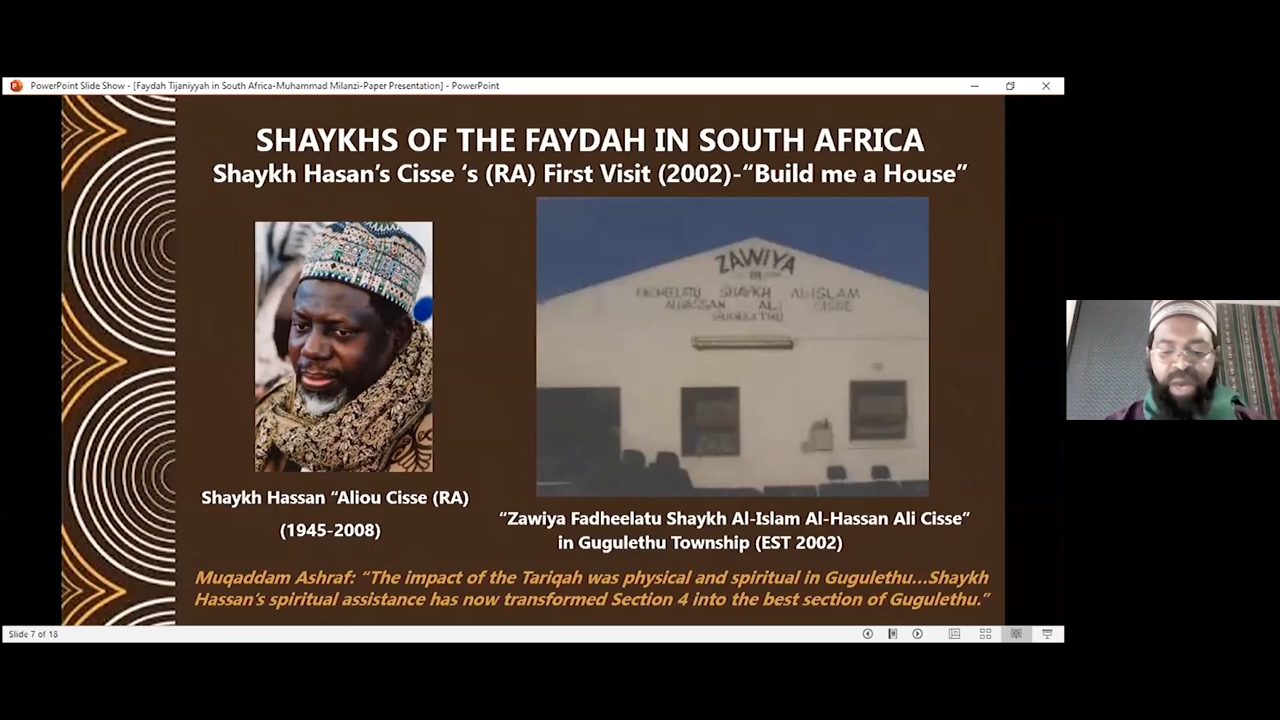 PowerPoint Slide Show - [Faydah Tijaniyyah in South Africa-Muhammad Milanzi-Paper Presentation] - PowerPoint
SHAYKHS OF THE FAYDAH IN SOUTH AFRICA
Shaykh Hasan’s Cisse ‘s (RA) First Visit (2002)-“Build me a House”
ZAWIYA
FADHEELATU SHAYKH AL-ISLAM
ALHASSAN ALI CISSE
GUGULETHU
Shaykh Hassan “Aliou Cisse (RA)
(1945-2008)
“Zawiya Fadheelatu Shaykh Al-Islam Al-Hassan Ali Cisse”
in Gugulethu Township (EST 2002)
Muqaddam Ashraf: “The impact of the Tariqah was physical and spiritual in Gugulethu...Shaykh
Hassan’s spiritual assistance has now transformed Section 4 into the best section of Gugulethu.”
Slide 7 of 18